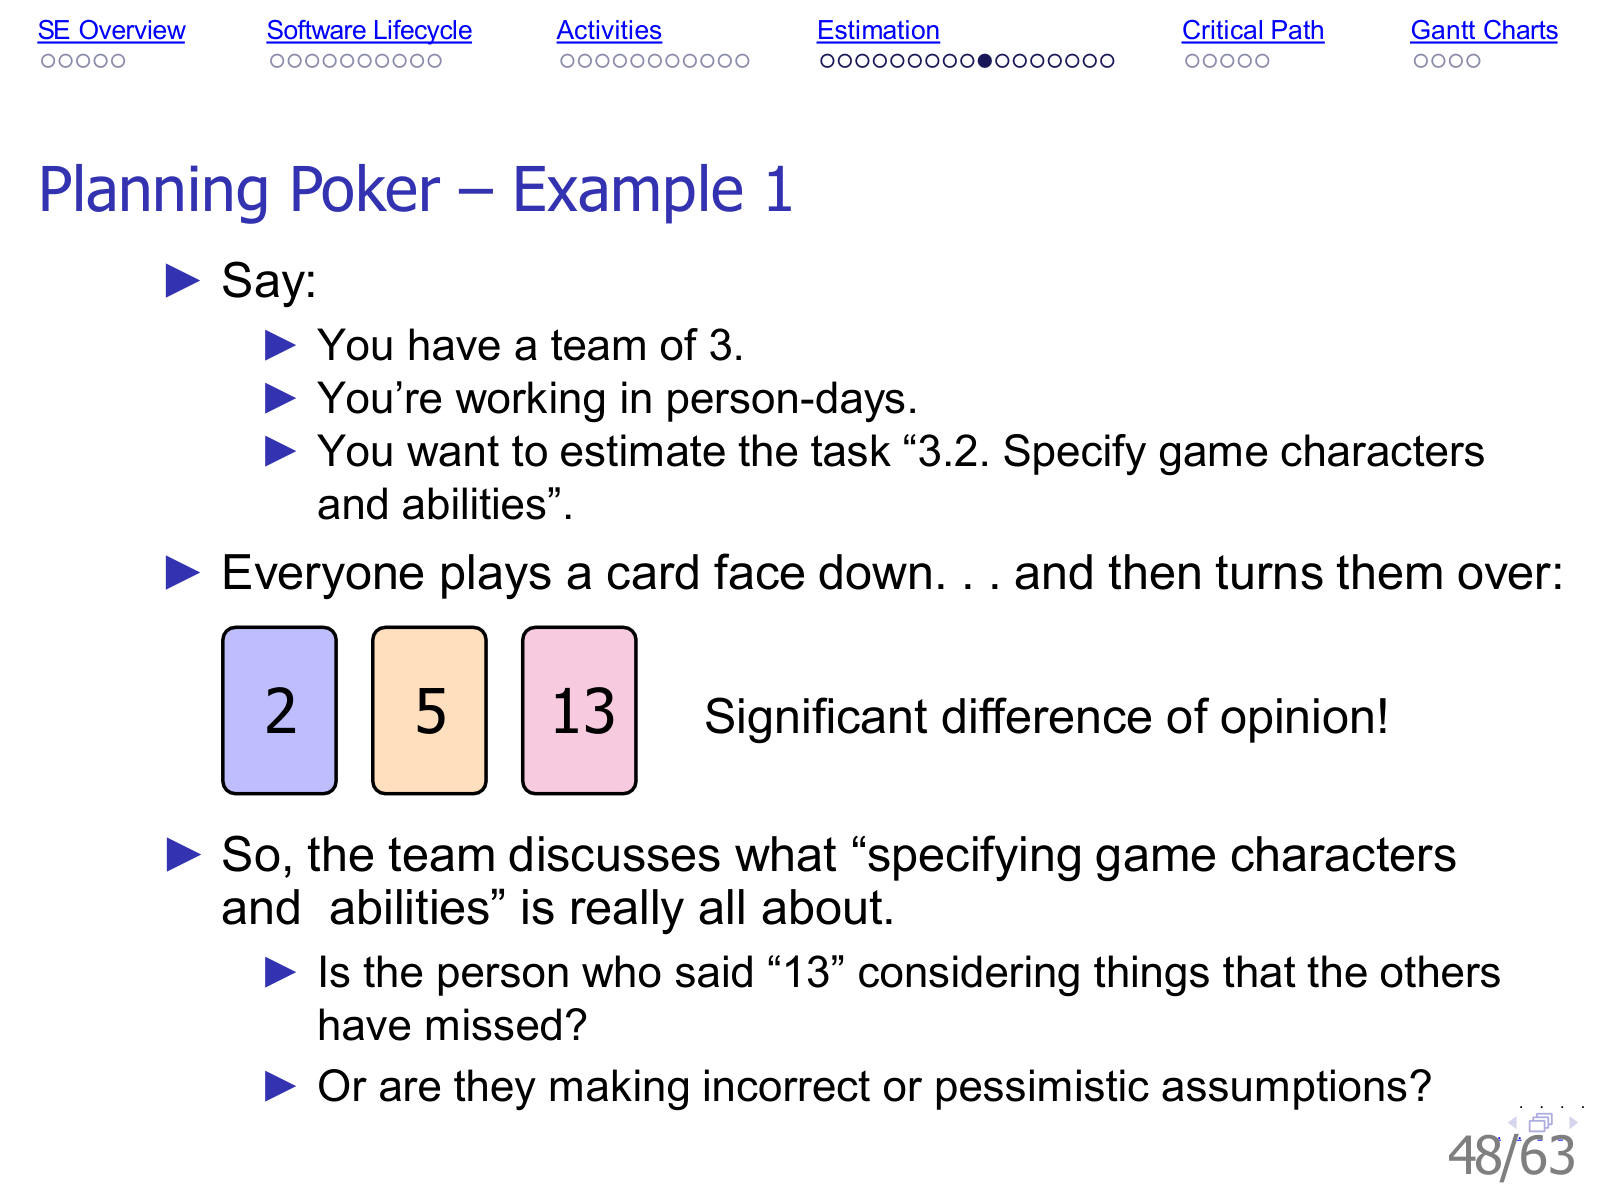 SE Overview Software Lifecycle Activities Estimation Critical Path Gantt Charts
Planning Poker – Example 1
Say:
You have a team of 3.
You’re working in person-days.
You want to estimate the task “3.2. Specify game characters
and abilities”.
Everyone plays a card face down. . . and then turns them over:
2 5 13 Significant difference of opinion!
So, the team discusses what “specifying game characters
and abilities” is really all about.
Is the person who said “13” considering things that the others
have missed?
Or are they making incorrect or pessimistic assumptions?
48/63